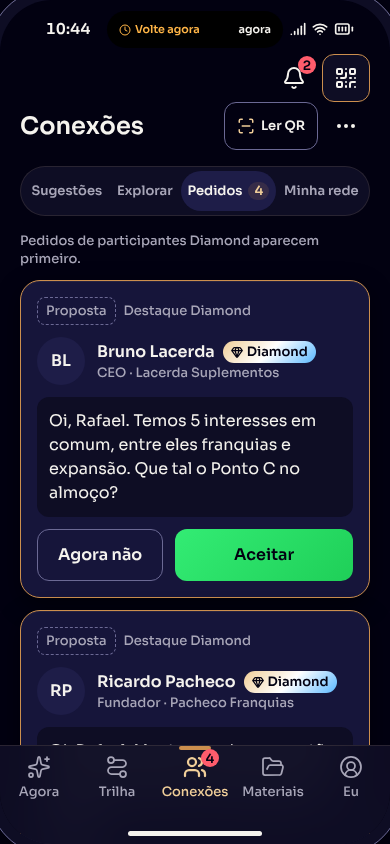 10:44
Volte agora
agora
2
Conexões
Ler QR
Sugestões
Explorar
Pedidos 4
Minha rede
Pedidos de participantes Diamond aparecem
primeiro.
Proposta
Destaque Diamond
BL
Bruno Lacerda
Diamond
CEO · Lacerda Suplementos
Oi, Rafael. Temos 5 interesses em
comum, entre eles franquias e
expansão. Que tal o Ponto C no
almoço?
Agora não
Aceitar
Proposta
Destaque Diamond
RP
Ricardo Pacheco
Diamond
Fundador · Pacheco Franquias
4
Agora
Trilha
Conexões
Materiais
Eu